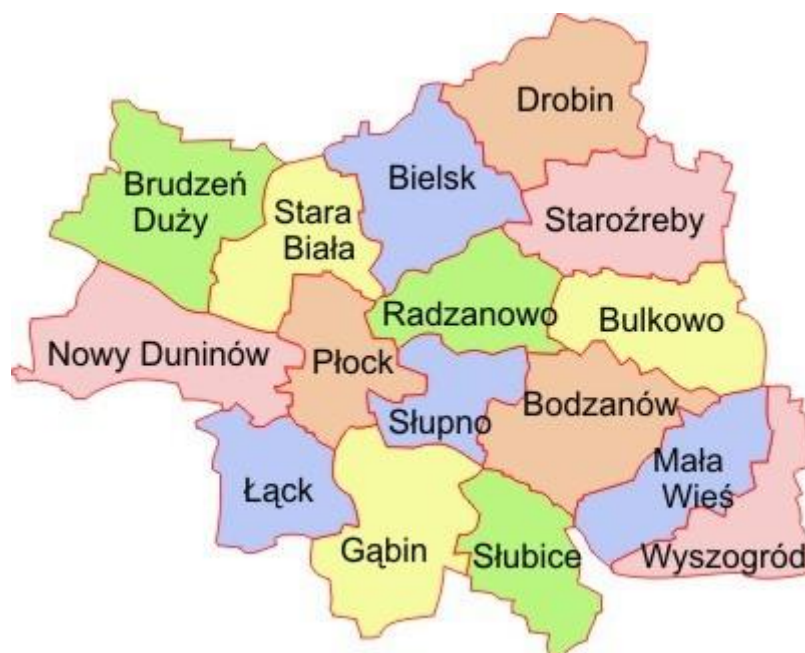 Drobin
Brudzeń
Duży
Bielsk
Stara
Biała
Staroźreby
Radzanowo
Bulkowo
Nowy Duninów
Płock
Słupno
Bodzanów
Łąck
Mała
Wieś
Gąbin
Słubice
Wyszogród